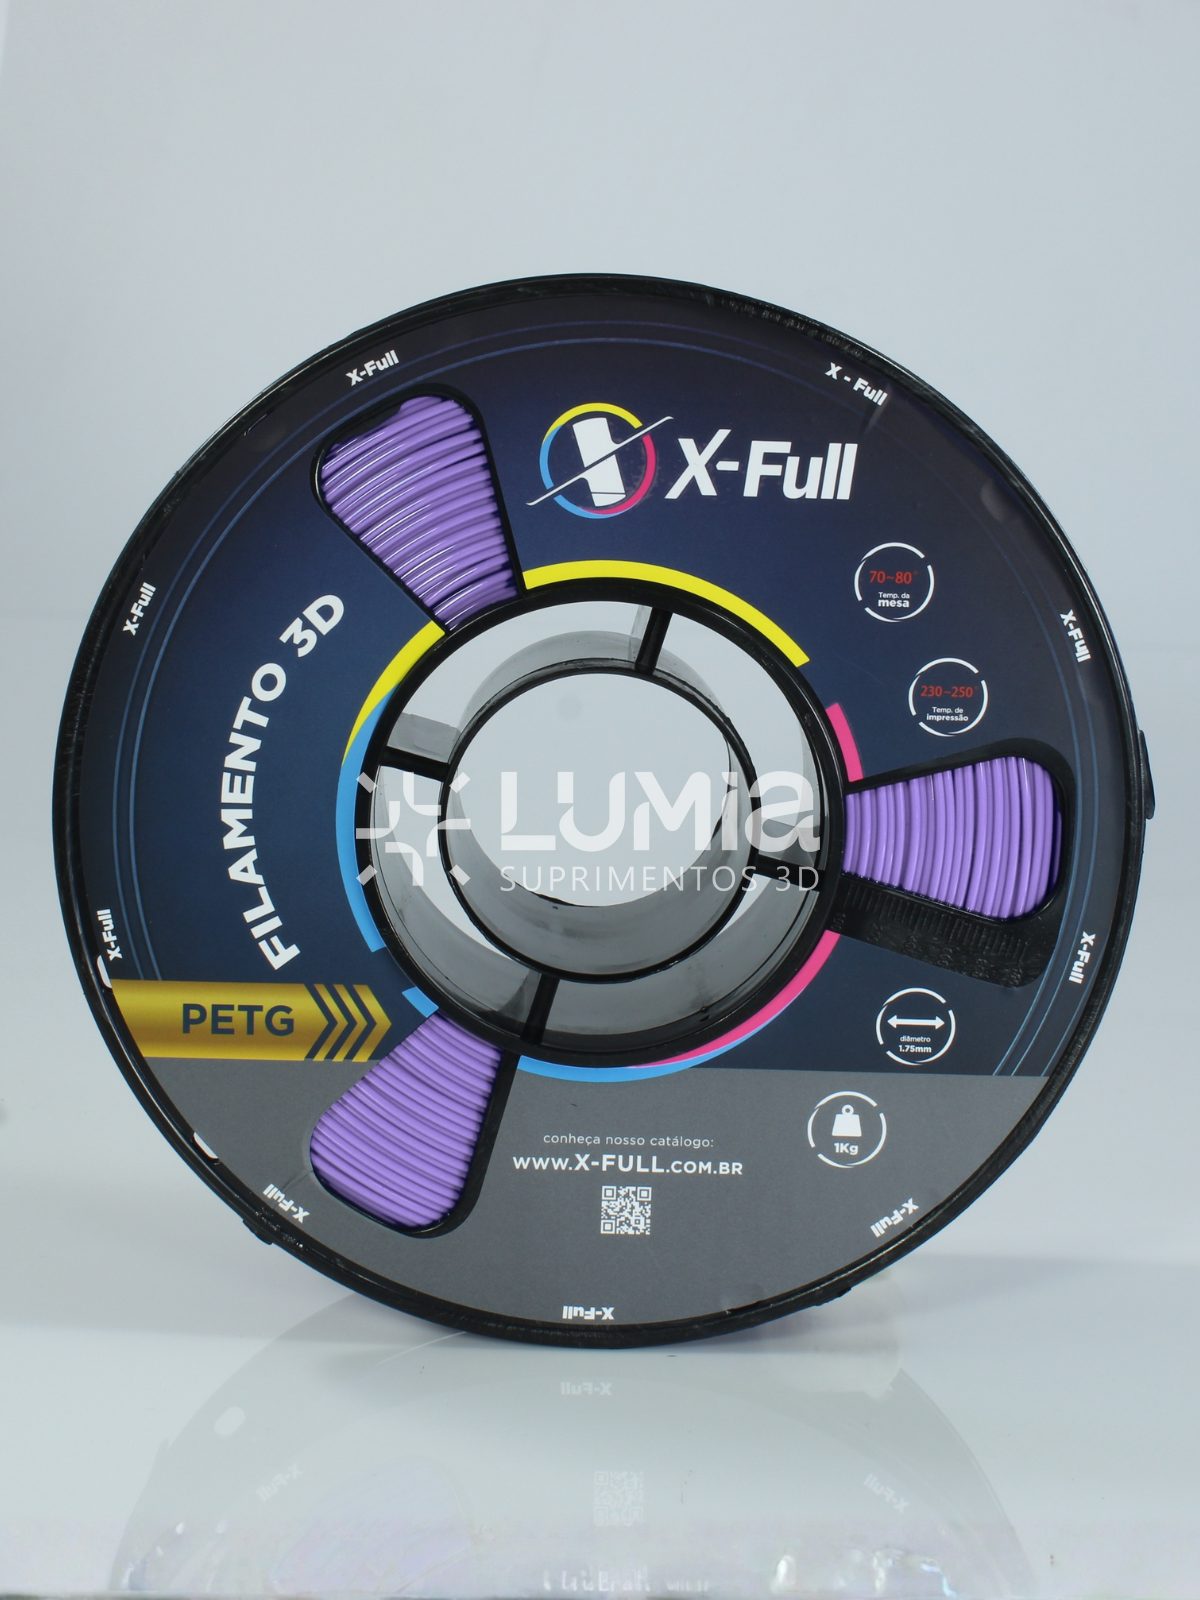 X-Full
X - Full
X-Full
X-Full
X-Full
70~80°
Temp. da
mesa
230~250°
Temp. de
impressão
FILAMENTO 3D
LUMia
SUPRIMENTOS 3D
X-Full
X-Full
PETG
diâmetro
1.75mm
conheça nosso catálogo:
www.X-FULL.COM.BR
1Kg
X-Full
X-Full
X-Full